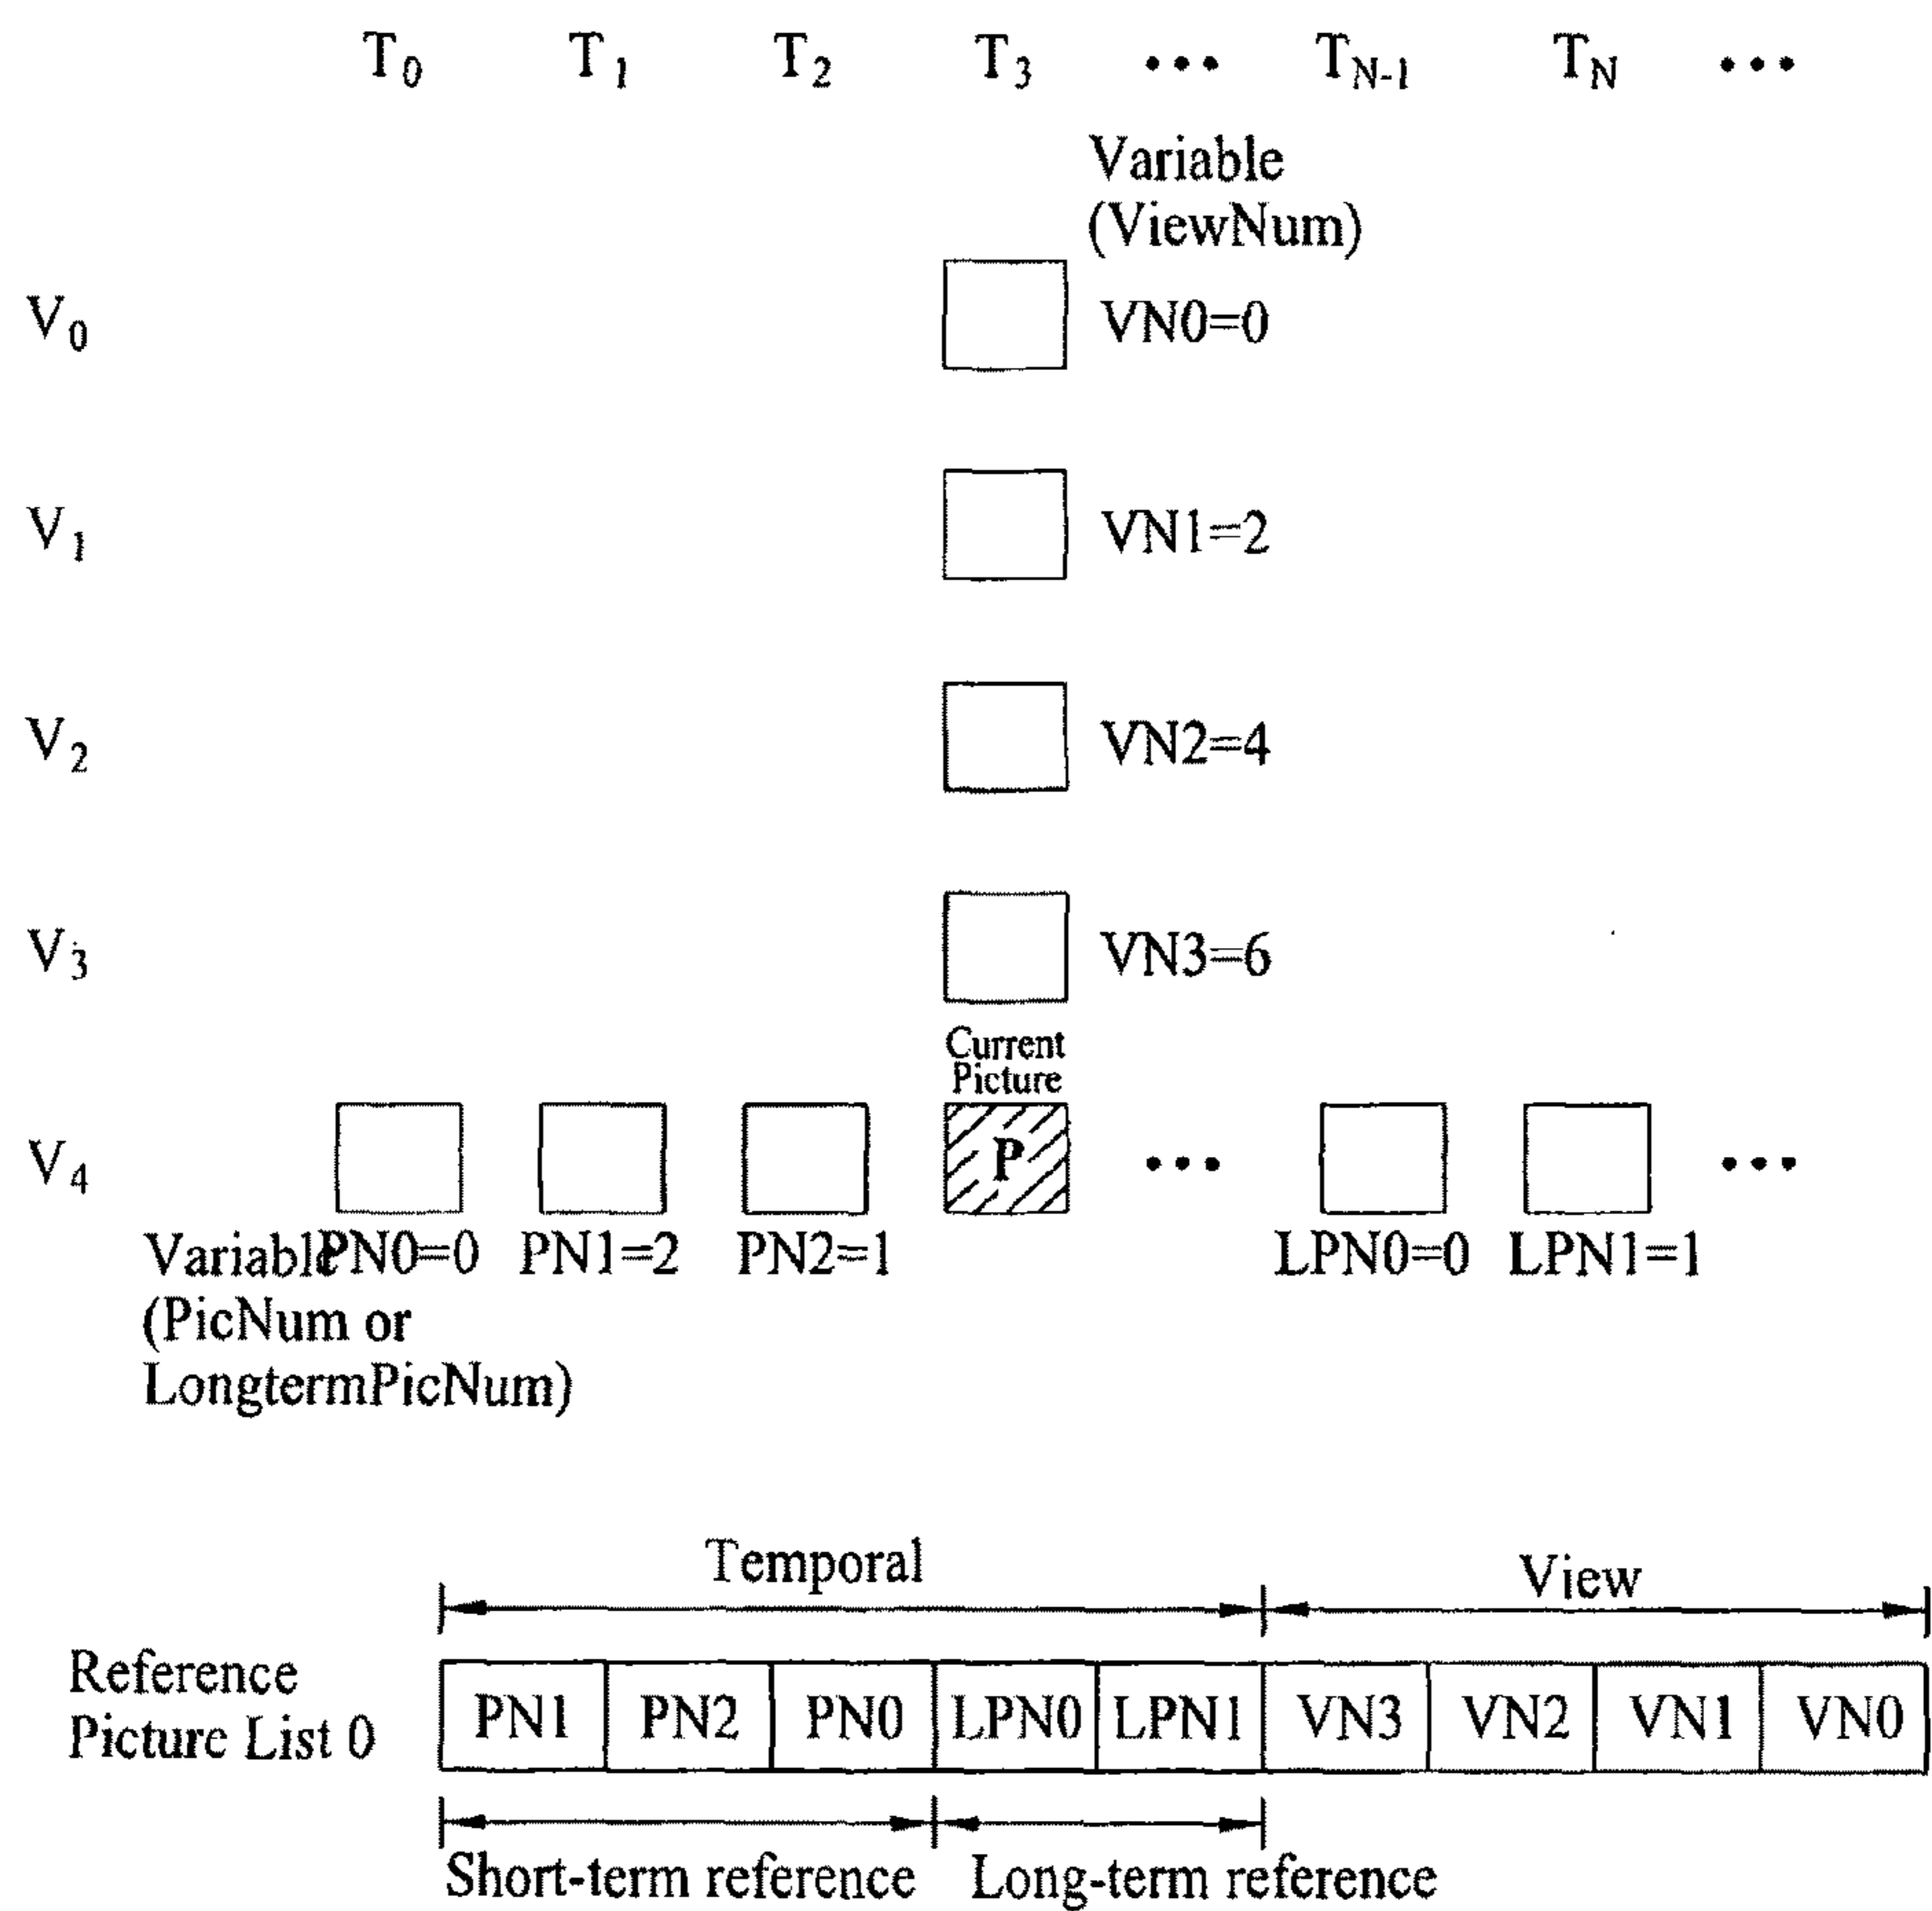 T0 T1 T2 T3 ••• TN-1 TN •••
Variable
(ViewNum)
V0 VN0=0
V1 VN1=2
V2 VN2=4
V3 VN3=6
Current
Picture
V4 P ••• •••
Variable PN0=0 PN1=2 PN2=1 LPN0=0 LPN1=1
(PicNum or
LongtermPicNum)
Temporal View
Reference
Picture List 0
PN1 PN2 PN0 LPN0 LPN1 VN3 VN2 VN1 VN0
Short-term reference Long-term reference